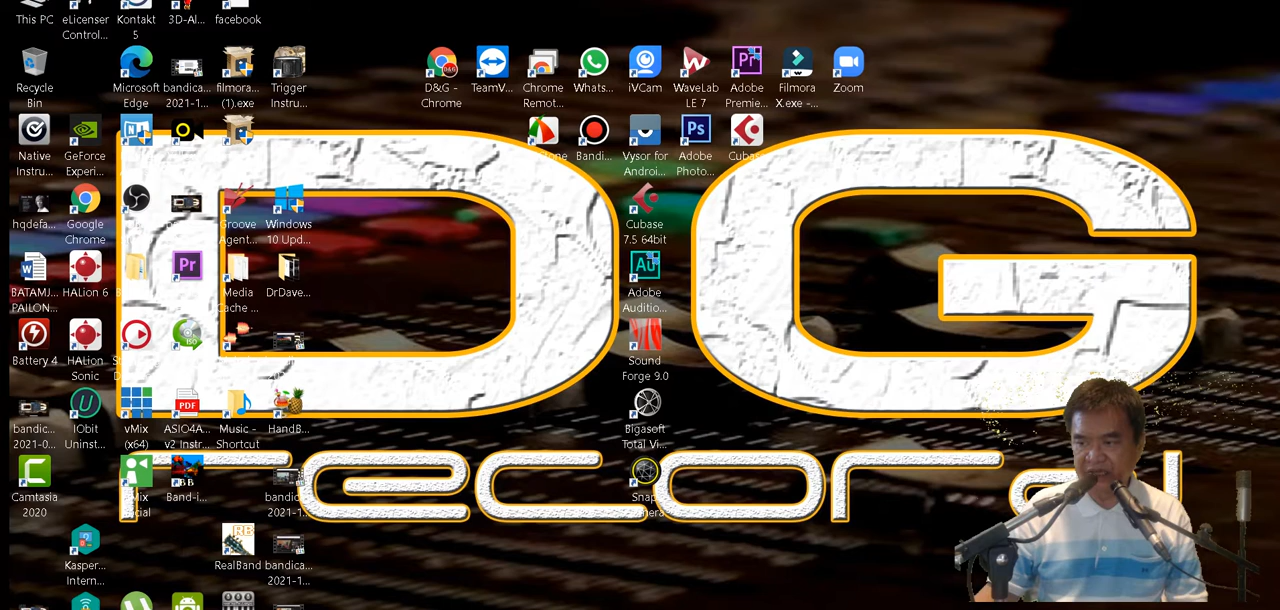 This PC
eLicenser
Control...
Kontakt
5
3D-Al...
facebook
Recycle
Bin
Microsoft
Edge
bandica...
2021-1...
filmora...
(1).exe
Trigger
Instru...
D&G -
Chrome
TeamV...
Chrome
Remot...
Whats...
iVCam
WaveLab
LE 7
Adobe
Premie...
Filmora
X.exe -...
Zoom
Native
Instru...
GeForce
Experi...
Bandi...
Vysor for
Androi...
Adobe
Photo...
Cuba...
hqdefa...
Google
Chrome
Groove
Agent...
Windows
10 Upd...
Cubase
7.5 64bit
BATAMJ...
PAILON...
HALion 6
Media
Cache ...
DrDave...
Adobe
Auditio...
Battery 4
HALion
Sonic
Sound
Forge 9.0
bandic...
2021-0...
IObit
Uninst...
vMix
(x64)
ASIO4A...
v2 Instr...
Music -
Shortcut
HandB...
Bigasoft
Total Vi...
Camtasia
2020
Band-i...
bandica...
2021-1...
Snap
Kasper...
Intern...
RealBand
bandica...
2021-1...
DG